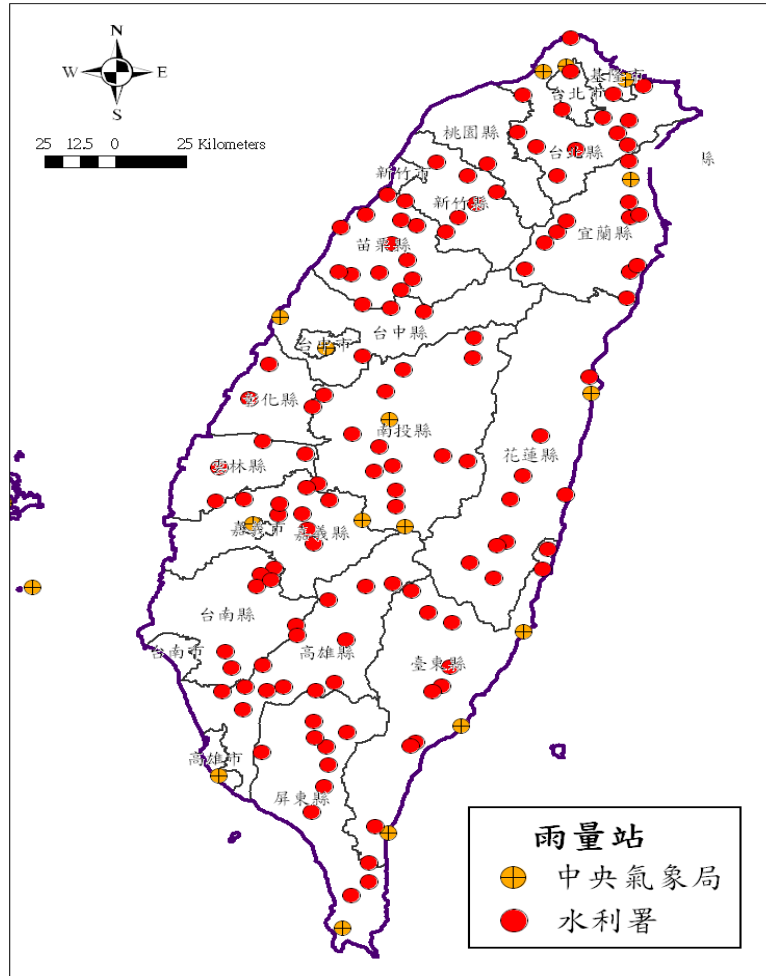 N
W E
S
25 12.5 0 25 Kilometers
基隆市
台北市
桃園縣
台北縣
縣
新竹市
新竹縣
宜蘭縣
苗栗縣
台中縣
台中市
彰化縣
南投縣
花蓮縣
雲林縣
嘉義市
嘉義縣
台南縣
高雄縣
台南市
臺東縣
高雄市
屏東縣
雨量站
中央氣象局
水利署